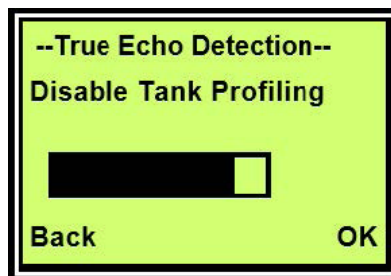 --True Echo Detection--
Disable Tank Profiling
Back OK